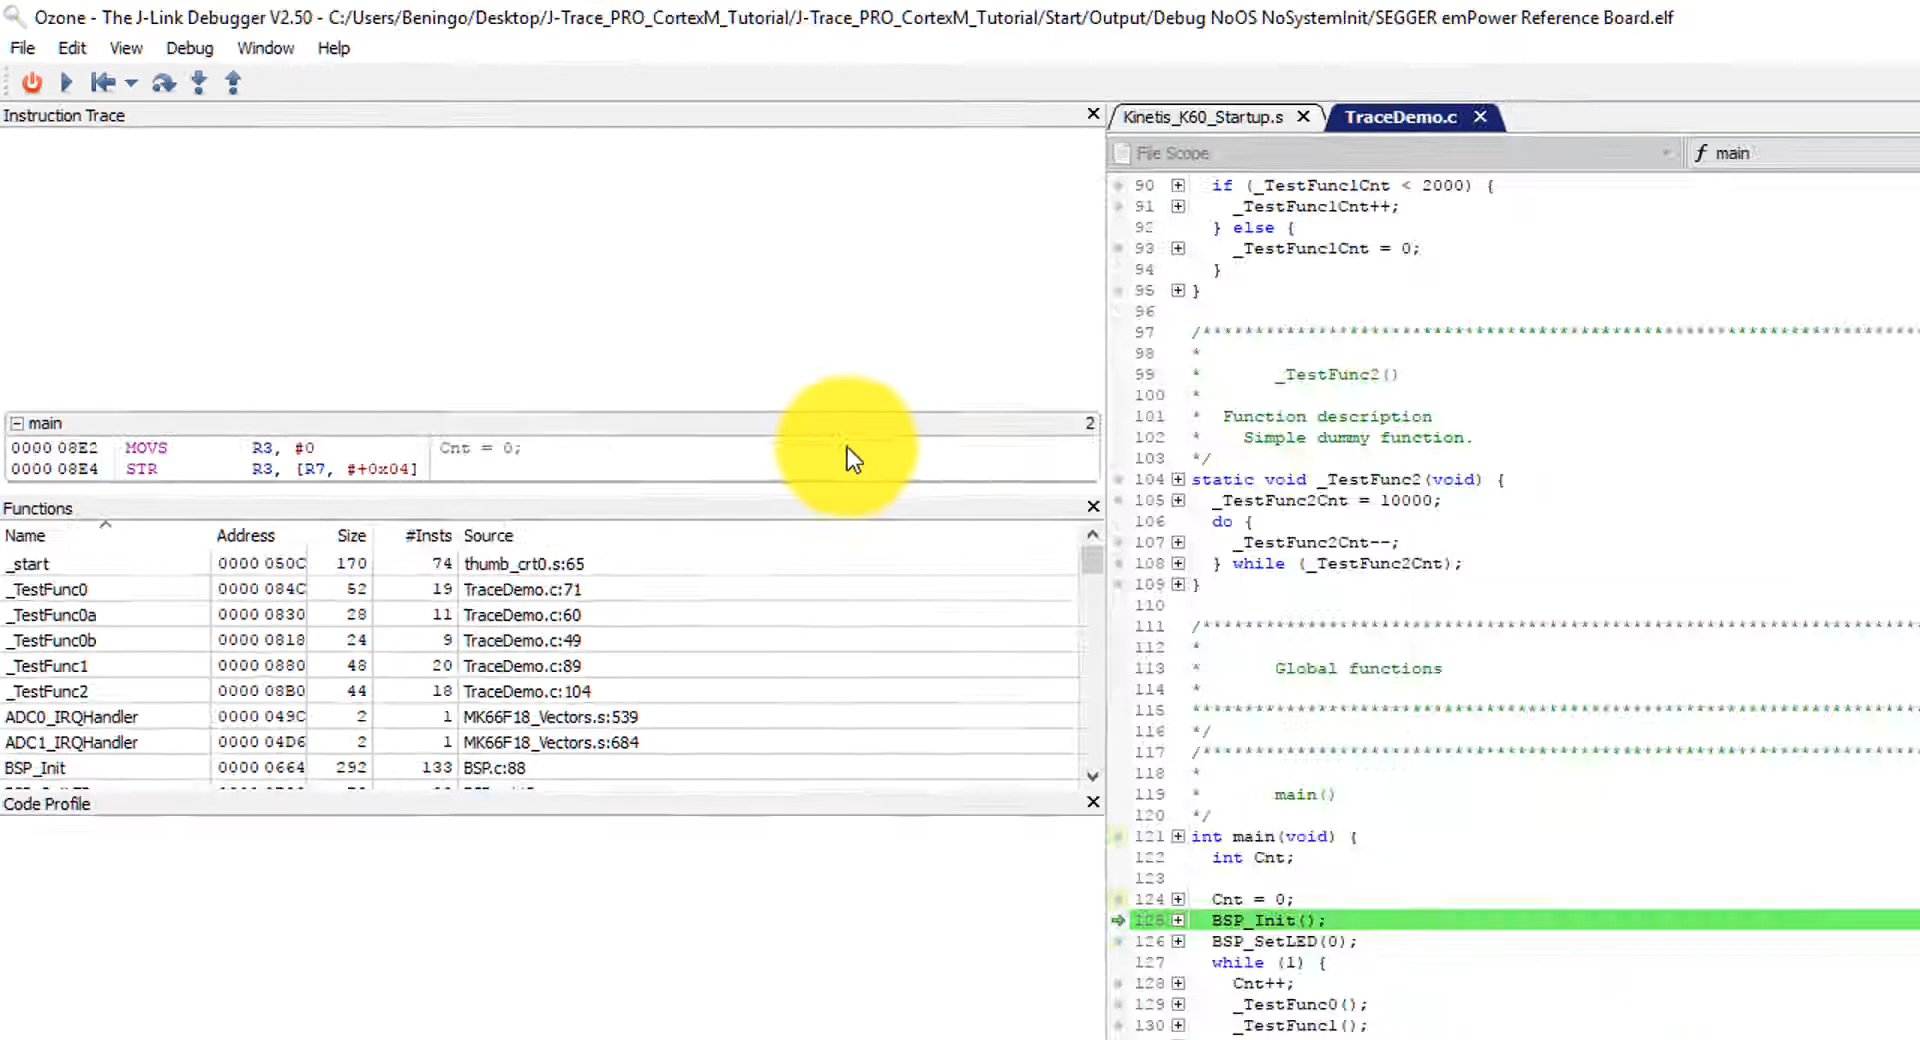 Ozone - The J-Link Debugger V2.50 - C:/Users/Beningo/Desktop/J-Trace_PRO_CortexM_Tutorial/J-Trace_PRO_CortexM_Tutorial/Start/Output/Debug NoOS NoSystemInit/SEGGER emPower Reference Board.elf
File Edit View Debug Window Help
Instruction Trace
main 2
0000 08E2 MOVS R3, #0 Cnt = 0;
0000 08E4 STR R3, [R7, #+0x04]
Functions
Name Address Size #Insts Source
_start 0000 050C 170 74 thumb_crt0.s:65
_TestFunc0 0000 084C 52 19 TraceDemo.c:71
_TestFunc0a 0000 0830 28 11 TraceDemo.c:60
_TestFunc0b 0000 0818 24 9 TraceDemo.c:49
_TestFunc1 0000 0880 48 20 TraceDemo.c:89
_TestFunc2 0000 08B0 44 18 TraceDemo.c:104
ADC0_IRQHandler 0000 049C 2 1 MK66F18_Vectors.s:539
ADC1_IRQHandler 0000 04D6 2 1 MK66F18_Vectors.s:684
BSP_Init 0000 0664 292 133 BSP.c:88
Code Profile
Kinetis_K60_Startup.s TraceDemo.c
File Scope f main
90 if (_TestFunc1Cnt < 2000) {
91 _TestFunc1Cnt++;
92 } else {
93 _TestFunc1Cnt = 0;
94 }
95 }
96
97 /*****************************************************************
98 *
99 * _TestFunc2()
100 *
101 * Function description
102 * Simple dummy function.
103 */
104 static void _TestFunc2(void) {
105 _TestFunc2Cnt = 10000;
106 do {
107 _TestFunc2Cnt--;
108 } while (_TestFunc2Cnt);
109 }
110
111 /*****************************************************************
112 *
113 * Global functions
114 *
115 ******************************************************************
116 */
117 /*****************************************************************
118 *
119 * main()
120 */
121 int main(void) {
122 int Cnt;
123
124 Cnt = 0;
125 BSP_Init();
126 BSP_SetLED(0);
127 while (1) {
128 Cnt++;
129 _TestFunc0();
130 _TestFunc1();